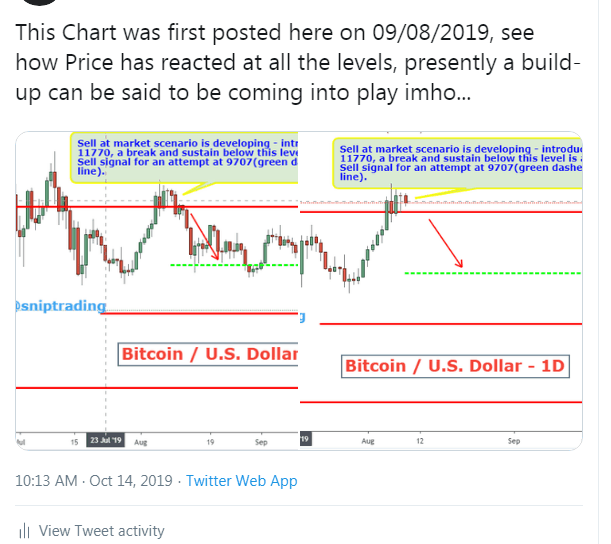 This Chart was first posted here on 09/08/2019, see
how Price has reacted at all the levels, presently a build-
up can be said to be coming into play imho...
Sell at market scenario is developing - intr
11770, a break and sustain below this leve
Sell signal for an attempt at 9707(green d
line).
@sniptrading
Bitcoin / U.S. Dollar
15 23 Jul '19 Aug 19 Sep
Sell at market scenario is developing - introduc
11770, a break and sustain below this level is
Sell signal for an attempt at 9707(green dashe
line).
g
Bitcoin / U.S. Dollar - 1D
19 Aug 12 Sep
10:13 AM · Oct 14, 2019 · Twitter Web App
View Tweet activity